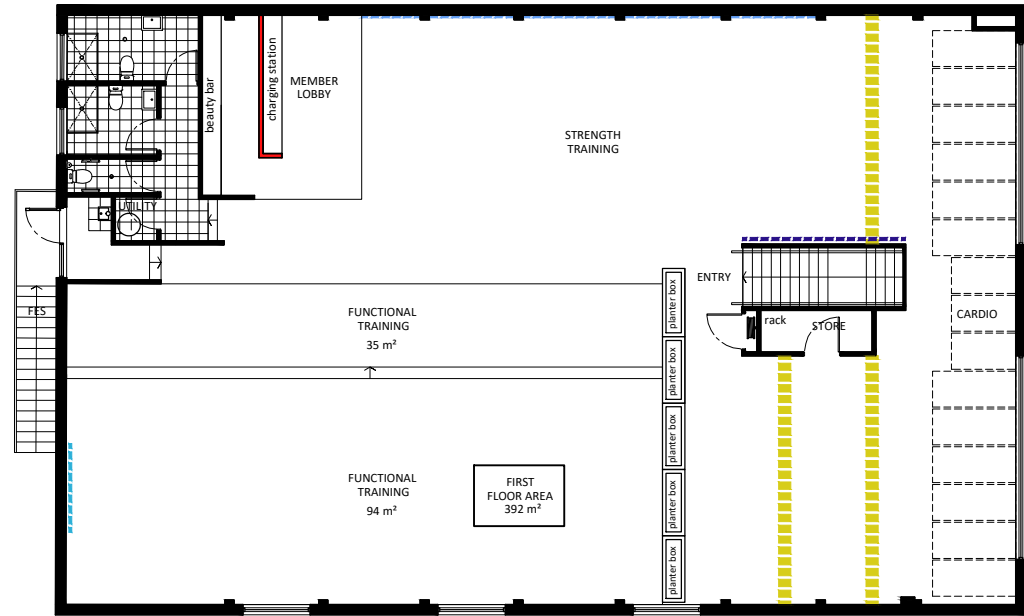 beauty bar
charging station
MEMBER
LOBBY
STRENGTH
TRAINING
UTILITY
FES
ENTRY
rack
STORE
CARDIO
FUNCTIONAL
TRAINING
35 m²
planter box
planter box
planter box
planter box
planter box
FUNCTIONAL
TRAINING
94 m²
FIRST
FLOOR AREA
392 m²